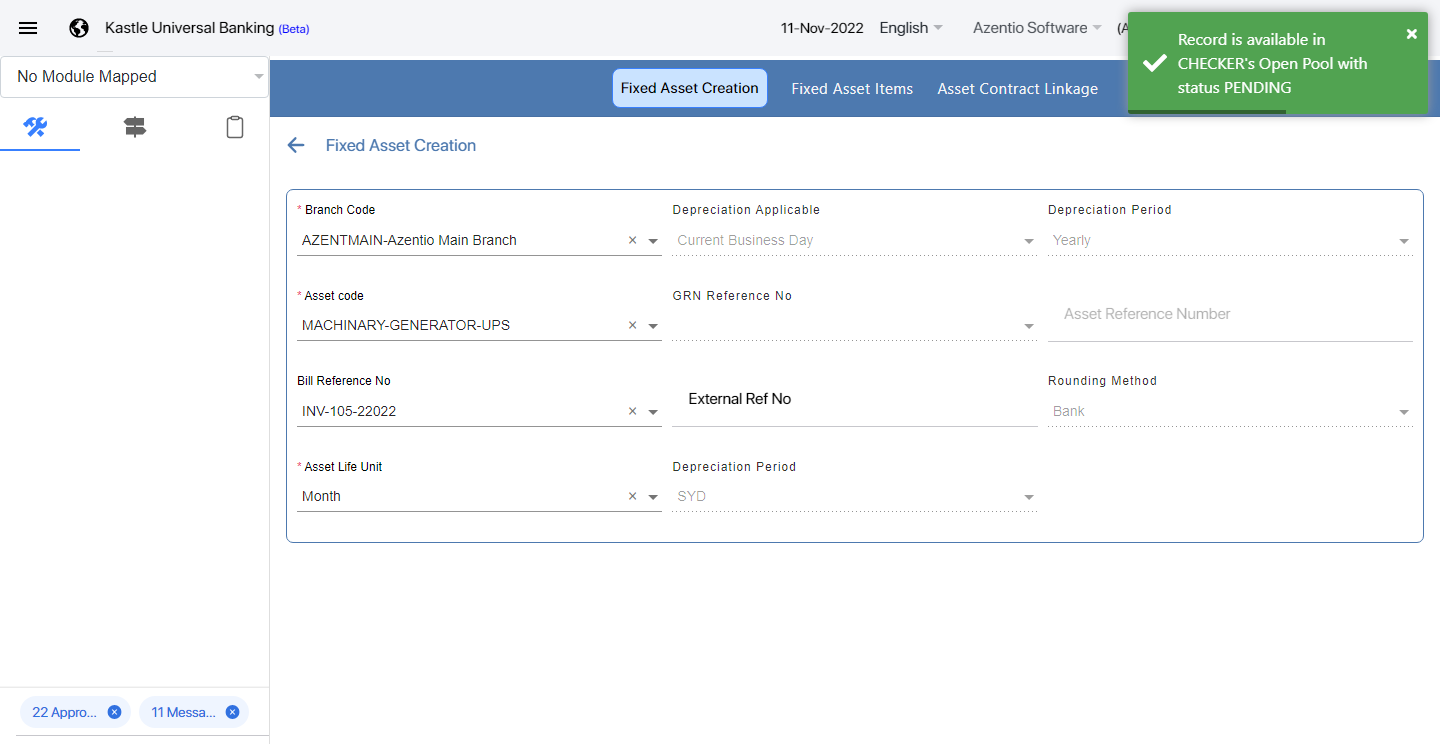 Kastle Universal Banking (Beta)
11-Nov-2022
English
Azentio Software
(A
Record is available in
CHECKER's Open Pool with
status PENDING
No Module Mapped
Fixed Asset Creation
Fixed Asset Items
Asset Contract Linkage
Fixed Asset Creation
* Branch Code
Depreciation Applicable
Depreciation Period
AZENTMAIN-Azentio Main Branch
Current Business Day
Yearly
* Asset code
GRN Reference No
MACHINARY-GENERATOR-UPS
Asset Reference Number
Bill Reference No
Rounding Method
INV-105-22022
External Ref No
Bank
* Asset Life Unit
Depreciation Period
Month
SYD
22 Appro...
11 Messa...